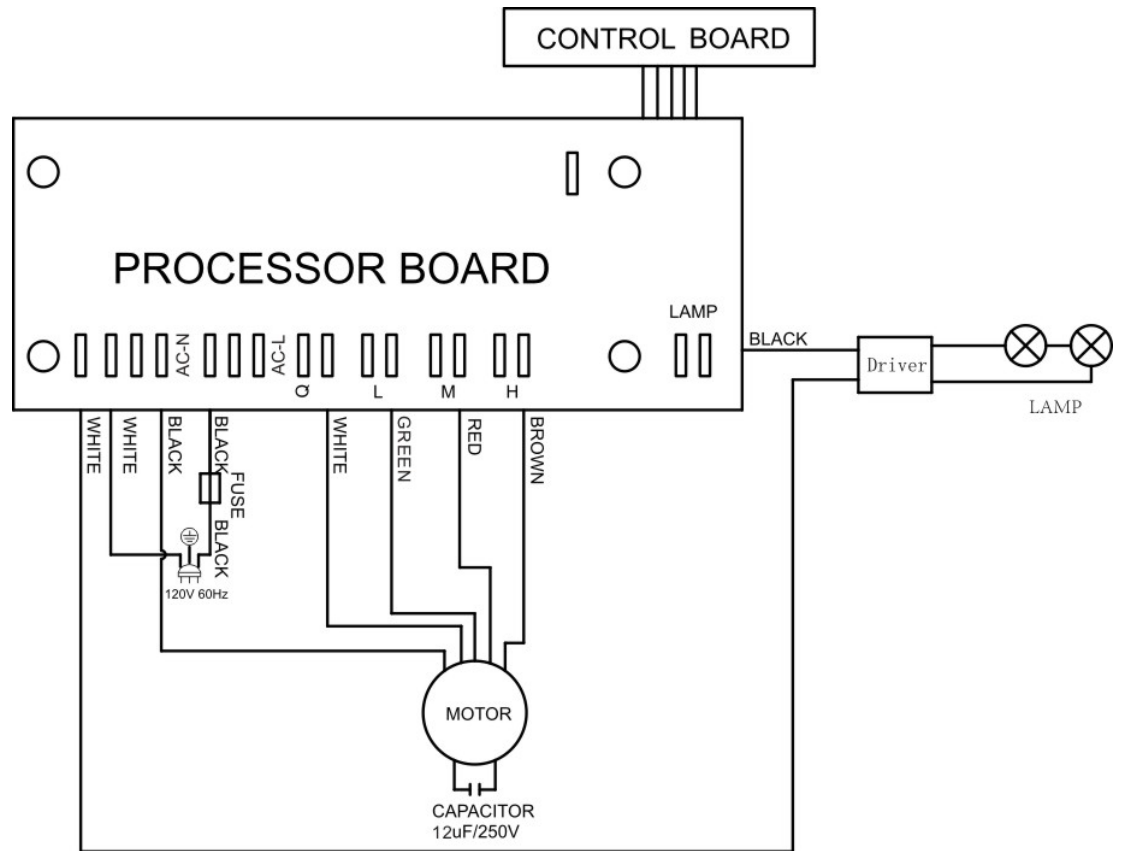 CONTROL BOARD
PROCESSOR BOARD
LAMP
AC-N
AC-L
Q
L
M
H
BLACK
Driver
LAMP
WHITE
WHITE
BLACK
BLACK
FUSE
BLACK
WHITE
GREEN
RED
BROWN
120V 60Hz
MOTOR
CAPACITOR
12uF/250V